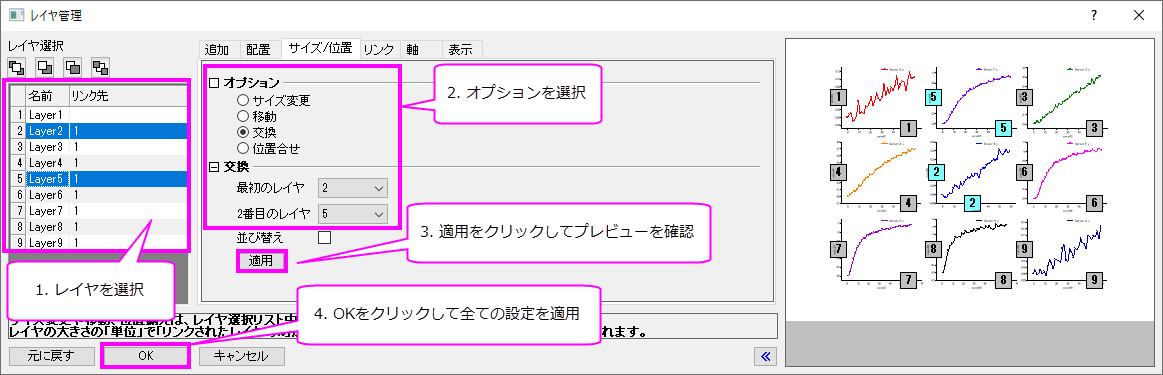 レイヤ管理
?
レイヤ選択
名前 リンク先
1 Layer1
2 Layer2 1
3 Layer3 1
4 Layer4 1
5 Layer5 1
6 Layer6 1
7 Layer7 1
8 Layer8 1
9 Layer9 1
1. レイヤを選択
追加 配置 サイズ/位置 リンク 軸 表示
オプション
サイズ変更
移動
交換
位置合せ
交換
最初のレイヤ 2
2番目のレイヤ 5
並び替え
適用
2. オプションを選択
3. 適用をクリックしてプレビューを確認
4. OKをクリックして全ての設定を適用
レイヤ選択リスト
レイヤの大きさの「単位」で「リンクされた
れます。
元に戻す OK キャンセル
1 1
5 5
3 3
4 4
2 2
6 6
7 7
8 8
9 9